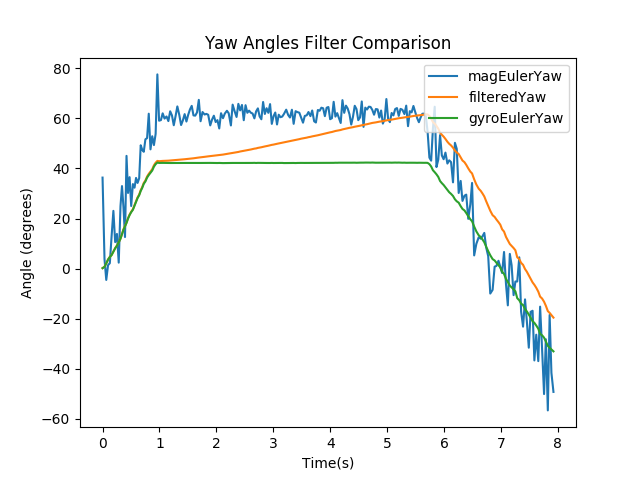 Yaw Angles Filter Comparison
magEulerYaw
filteredYaw
gyroEulerYaw
Angle (degrees)
80
60
40
20
0
−20
−40
−60
0 1 2 3 4 5 6 7 8
Time(s)